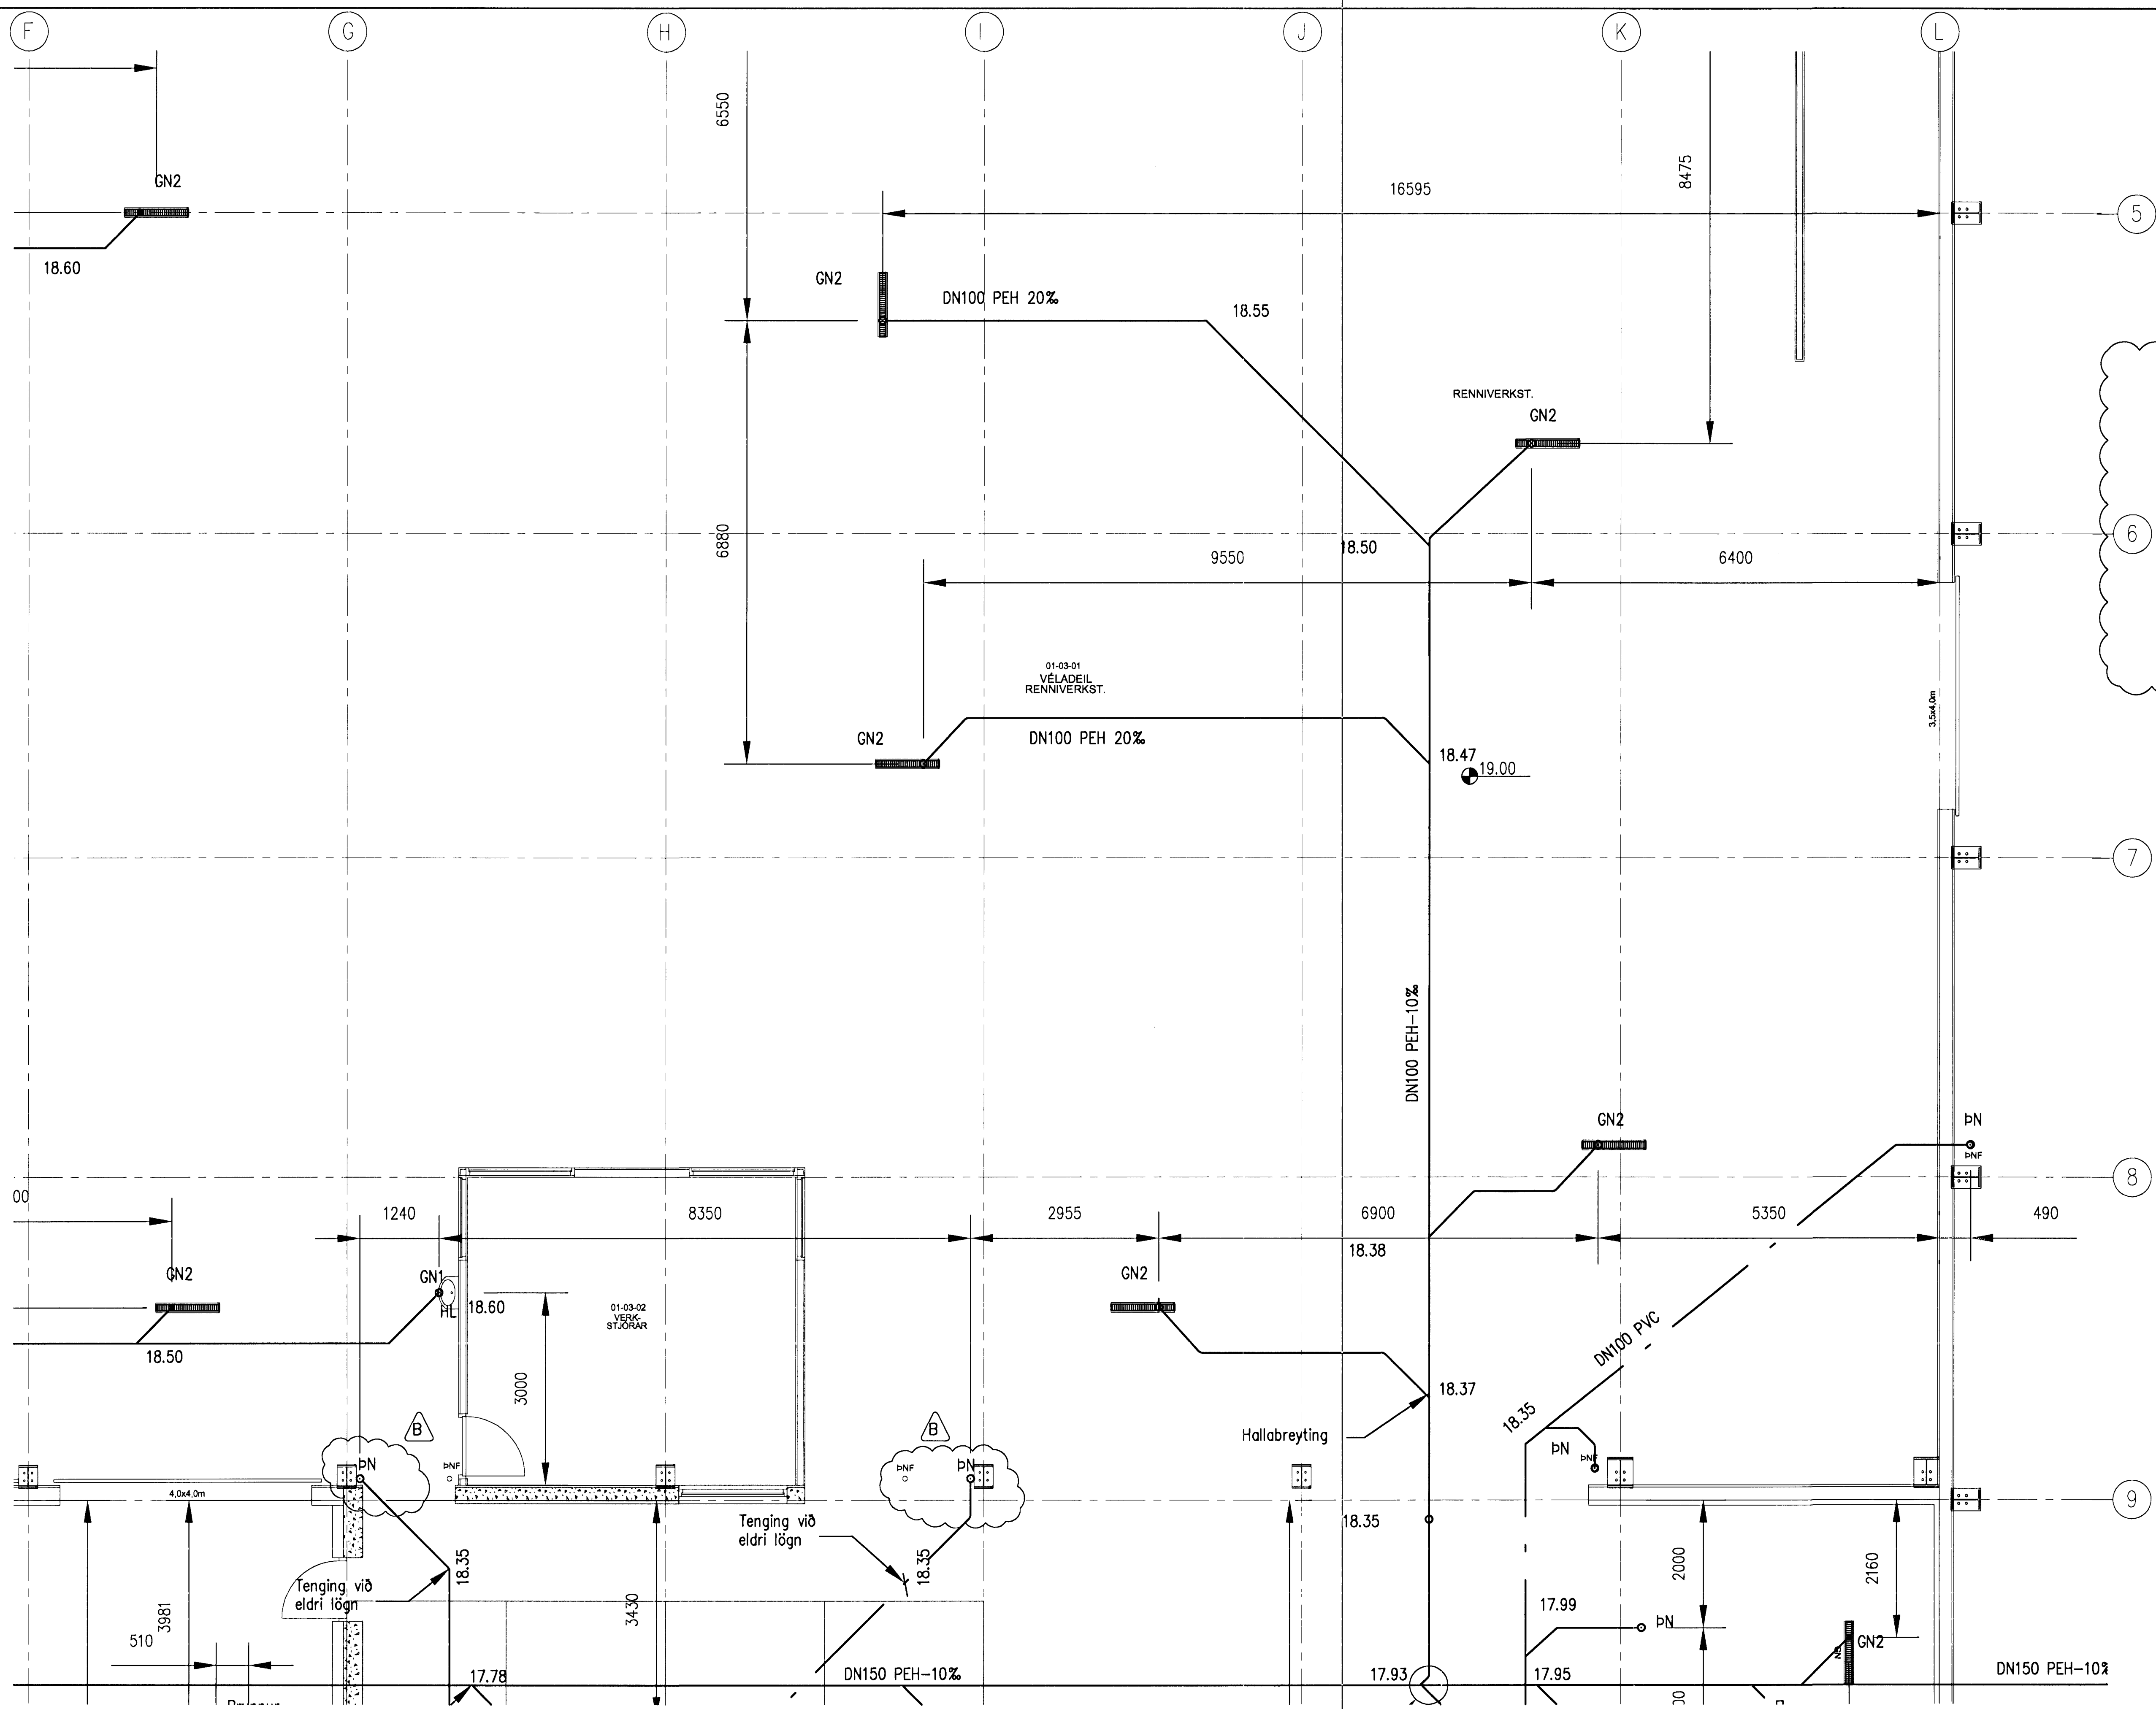 F
G
H
I
J
K
L
GN2
6550
8475
16595
5
18.60
GN2
DN100 PEH 20‰
18.55
RENNIVERKST.
GN2
6880
18.50
6
9550
6400
01-03-01
VÉLADEIL
RENNIVERKST.
3,5x4,0m
GN2
DN100 PEH 20‰
18.47
19.00
7
DN100 PEH-10‰
GN2
ÞN
ÞNF
8
00
1240
8350
2955
6900
5350
490
18.38
GN2
GN1
HL
18.60
01-03-02
VERK-
STJÓRAR
GN2
18.50
DN100 PVC
3000
18.37
18.35
B
B
Hallabreyting
ÞN
ÞNF
ÞN
ÞNF
ÞNF
ÞN
4,0x4,0m
9
Tenging við
eldri lögn
18.35
18.35
18.35
2000
2160
Tenging við
eldri lögn
3981
3430
17.99
ÞN
510
GN2
17.78
DN150 PEH-10‰
17.93
17.95
DN150 PEH-10‰
00